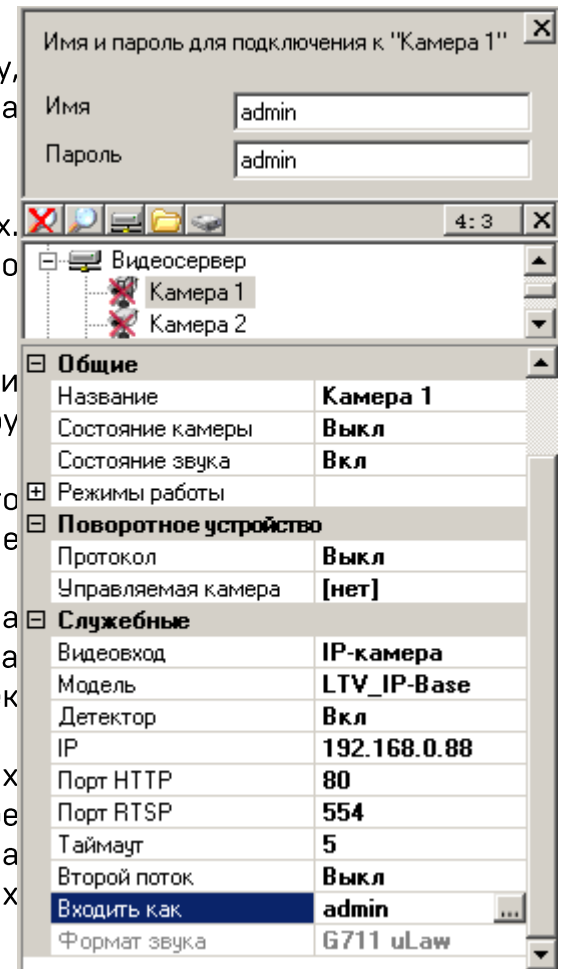 Имя и пароль для подключения к "Камера 1"
Имя admin
Пароль admin
4:3
Видеосервер
Камера 1
Камера 2
Общие
Название Камера 1
Состояние камеры Выкл
Состояние звука Вкл
Режимы работы
Поворотное устройство
Протокол Выкл
Управляемая камера [нет]
Служебные
Видеовход IP-камера
Модель LTV_IP-Base
Детектор Вкл
IP 192.168.0.88
Порт HTTP 80
Порт RTSP 554
Таймаут 5
Второй поток Выкл
Входить как admin ...
Формат звука G711 uLaw